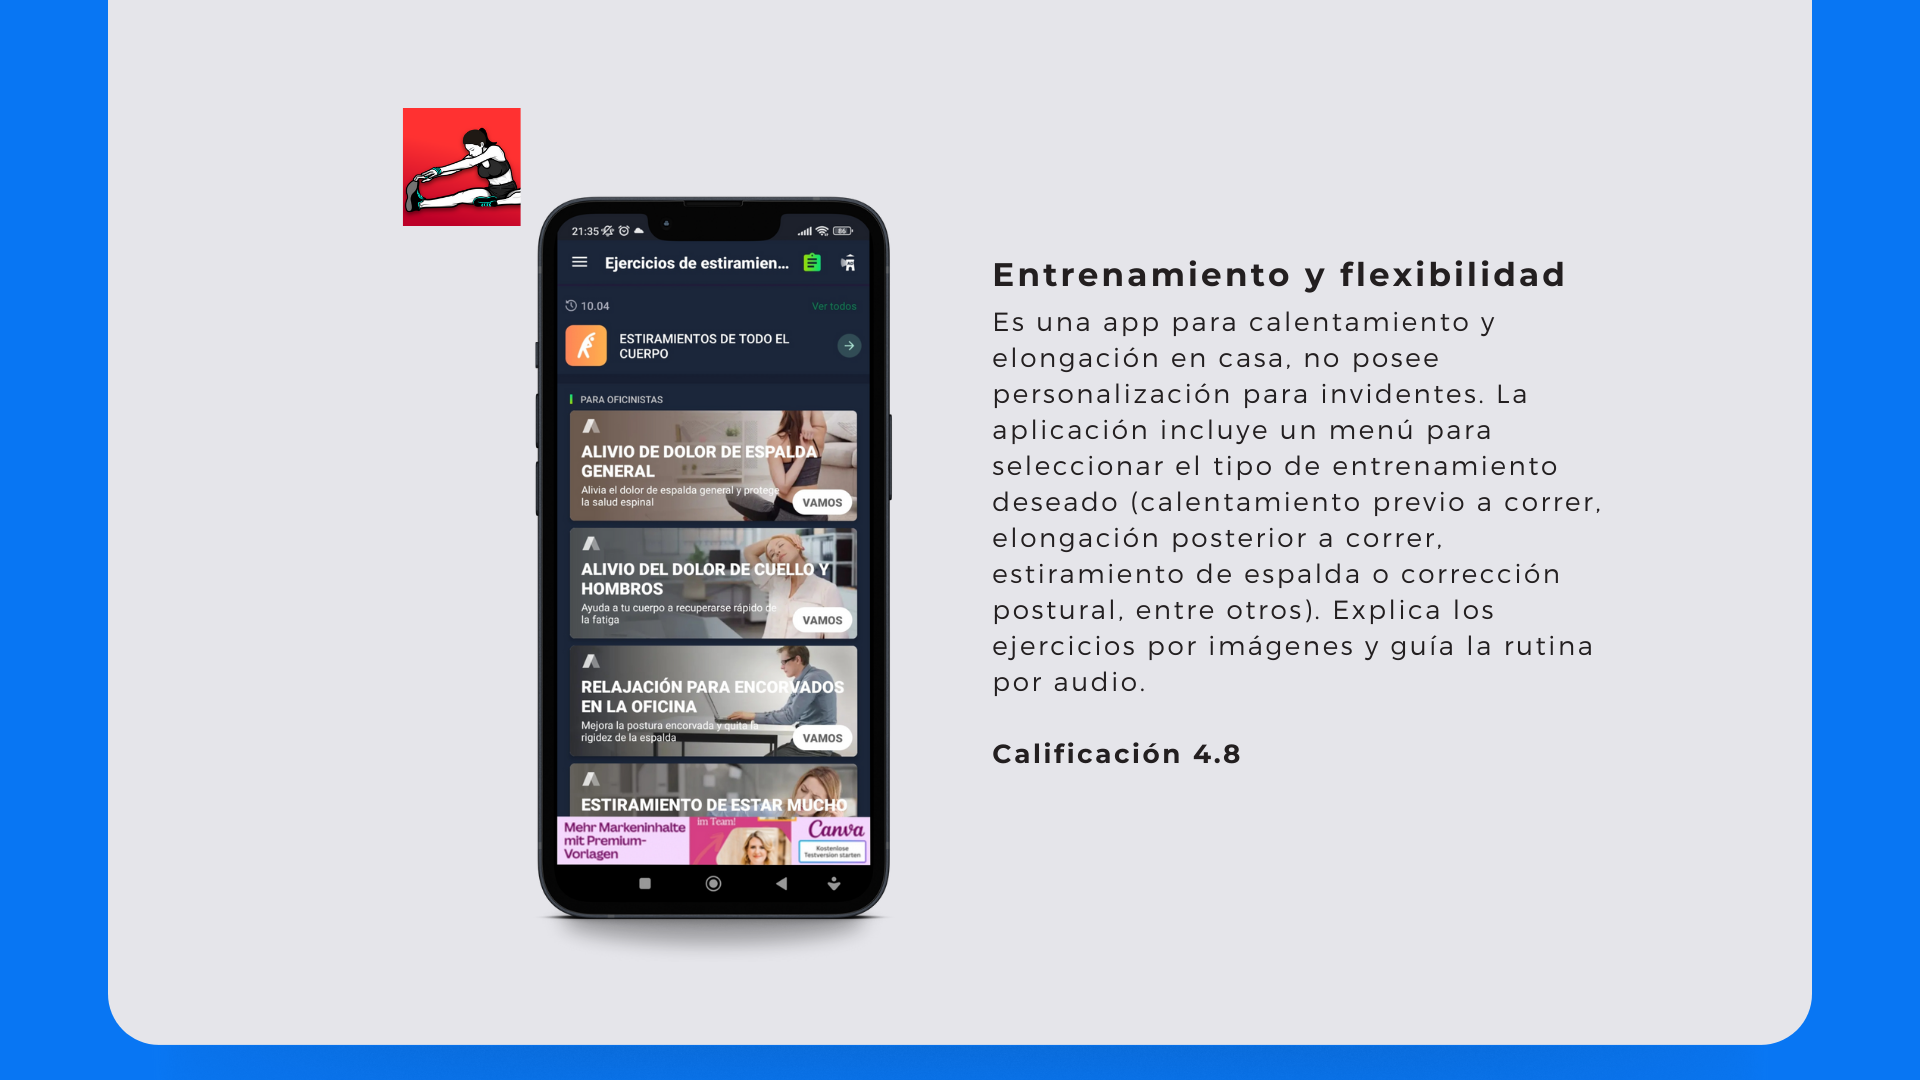 21:35
86
Ejercicios de estiramien...
10.04
Ver todos
ESTIRAMIENTOS DE TODO EL
CUERPO
PARA OFICINISTAS
ALIVIO DE DOLOR DE ESPALDA
GENERAL
Alivia el dolor de espalda general y protege
la salud espinal
VAMOS
ALIVIO DEL DOLOR DE CUELLO Y
HOMBROS
Ayuda a tu cuerpo a recuperarse rápido de
la fatiga
VAMOS
RELAJACIÓN PARA ENCORVADOS
EN LA OFICINA
Mejora la postura encorvada y quita la
rigidez de la espalda
VAMOS
ESTIRAMIENTO DE ESTAR MUCHO
Mehr Markeninhalte
mit Premium-
Vorlagen
im Team!
Canva
Kostenlose
Testversion starten
Entrenamiento y flexibilidad
Es una app para calentamiento y
elongación en casa, no posee
personalización para invidentes. La
aplicación incluye un menú para
seleccionar el tipo de entrenamiento
deseado (calentamiento previo a correr,
elongación posterior a correr,
estiramiento de espalda o corrección
postural, entre otros). Explica los
ejercicios por imágenes y guía la rutina
por audio.
Calificación 4.8